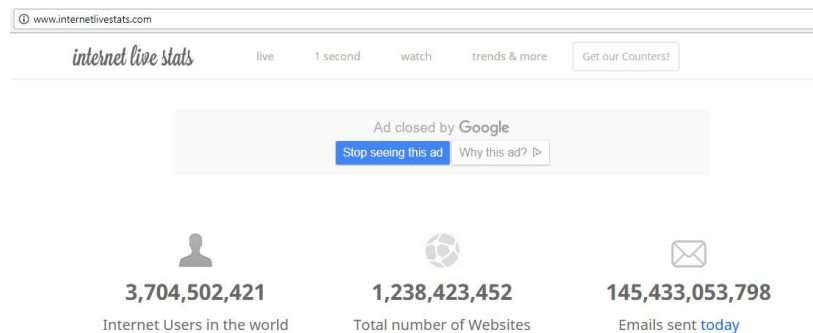 www.internetlivestats.com
internet live stats live 1 second watch trends & more Get our Counters!
Ad closed by Google
Stop seeing this ad Why this ad?
3,704,502,421 1,238,423,452 145,433,053,798
Internet Users in the world Total number of Websites Emails sent today